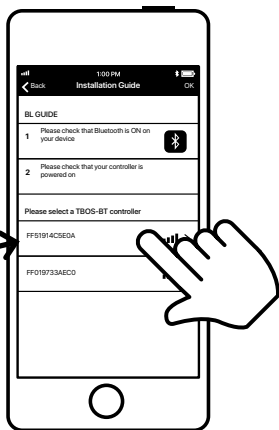 1:00 PM
Back Installation Guide OK
BL GUIDE
1 Please check that Bluetooth is ON on
your device
2 Please check that your controller is
powered on
Please select a TBOS-BT controller
FF51914C5E0A
FF019733AEC0